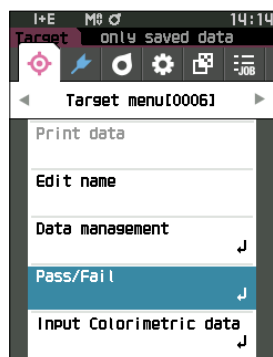 I+E M0 14:14
Target only saved data
-JOB
Target menu[0006]
Print data
Edit name
Data management
Pass/Fail
Input Colorimetric data